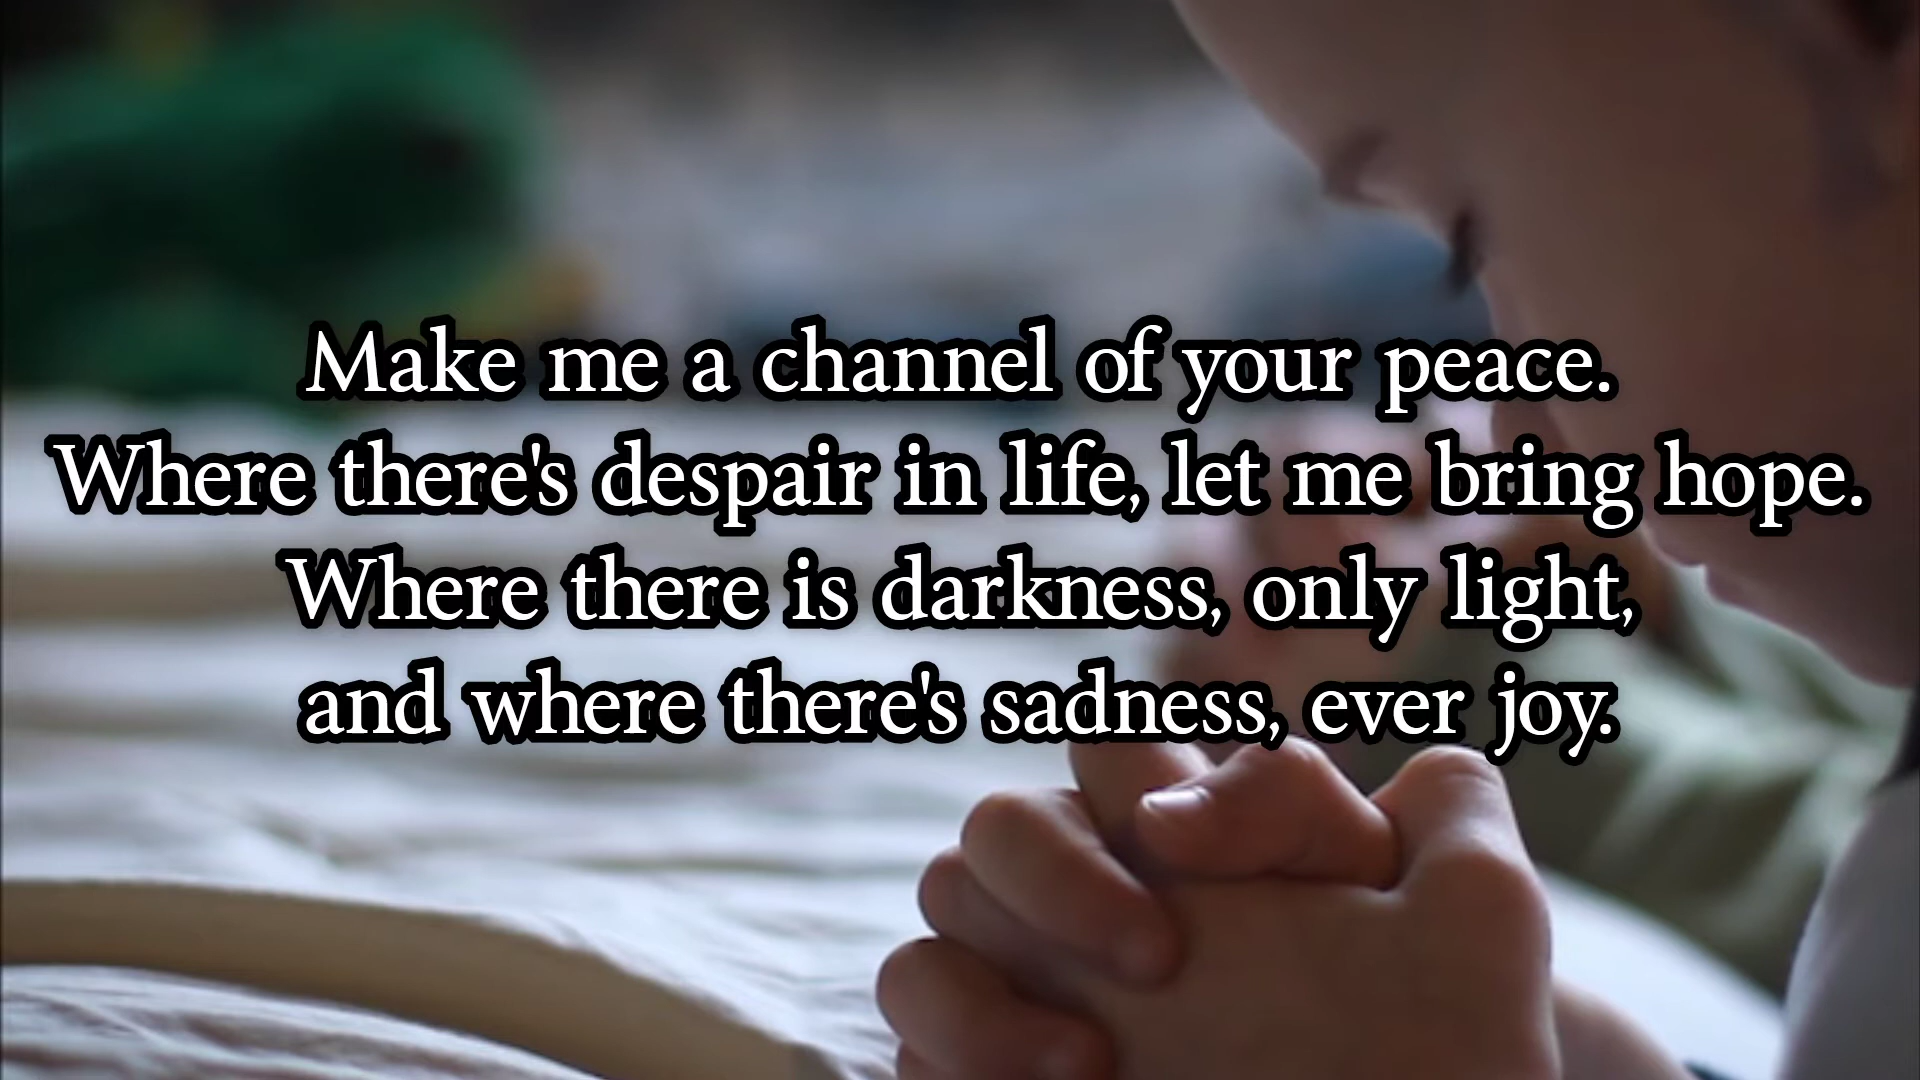 Make me a channel of your peace.
Where there's despair in life, let me bring hope.
Where there is darkness, only light,
and where there's sadness, ever joy.